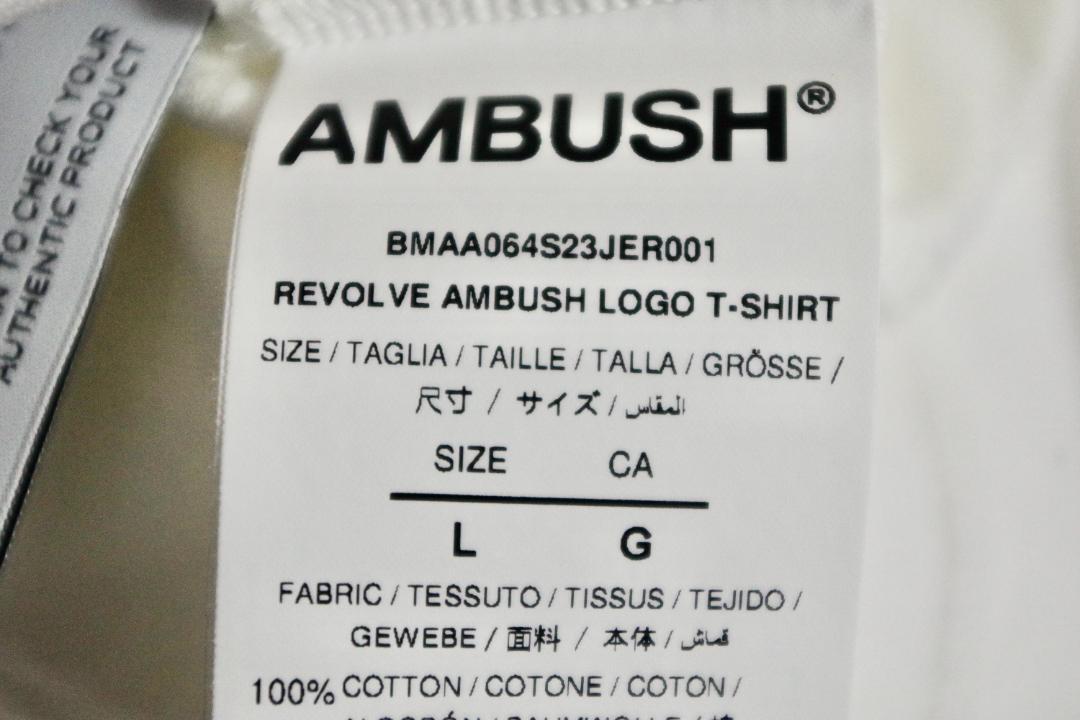 TO CHECK YOUR
AUTHENTIC PRODUCT
AMBUSH®
BMAA064S23JER001
REVOLVE AMBUSH LOGO T-SHIRT
SIZE / TAGLIA / TAILLE / TALLA / GRÖSSE /
尺寸 / サイズ / المقاس
SIZE CA
L G
FABRIC / TESSUTO / TISSUS / TEJIDO /
GEWEBE / 面料 / 本体 / قماش
100% COTTON / COTONE / COTON /